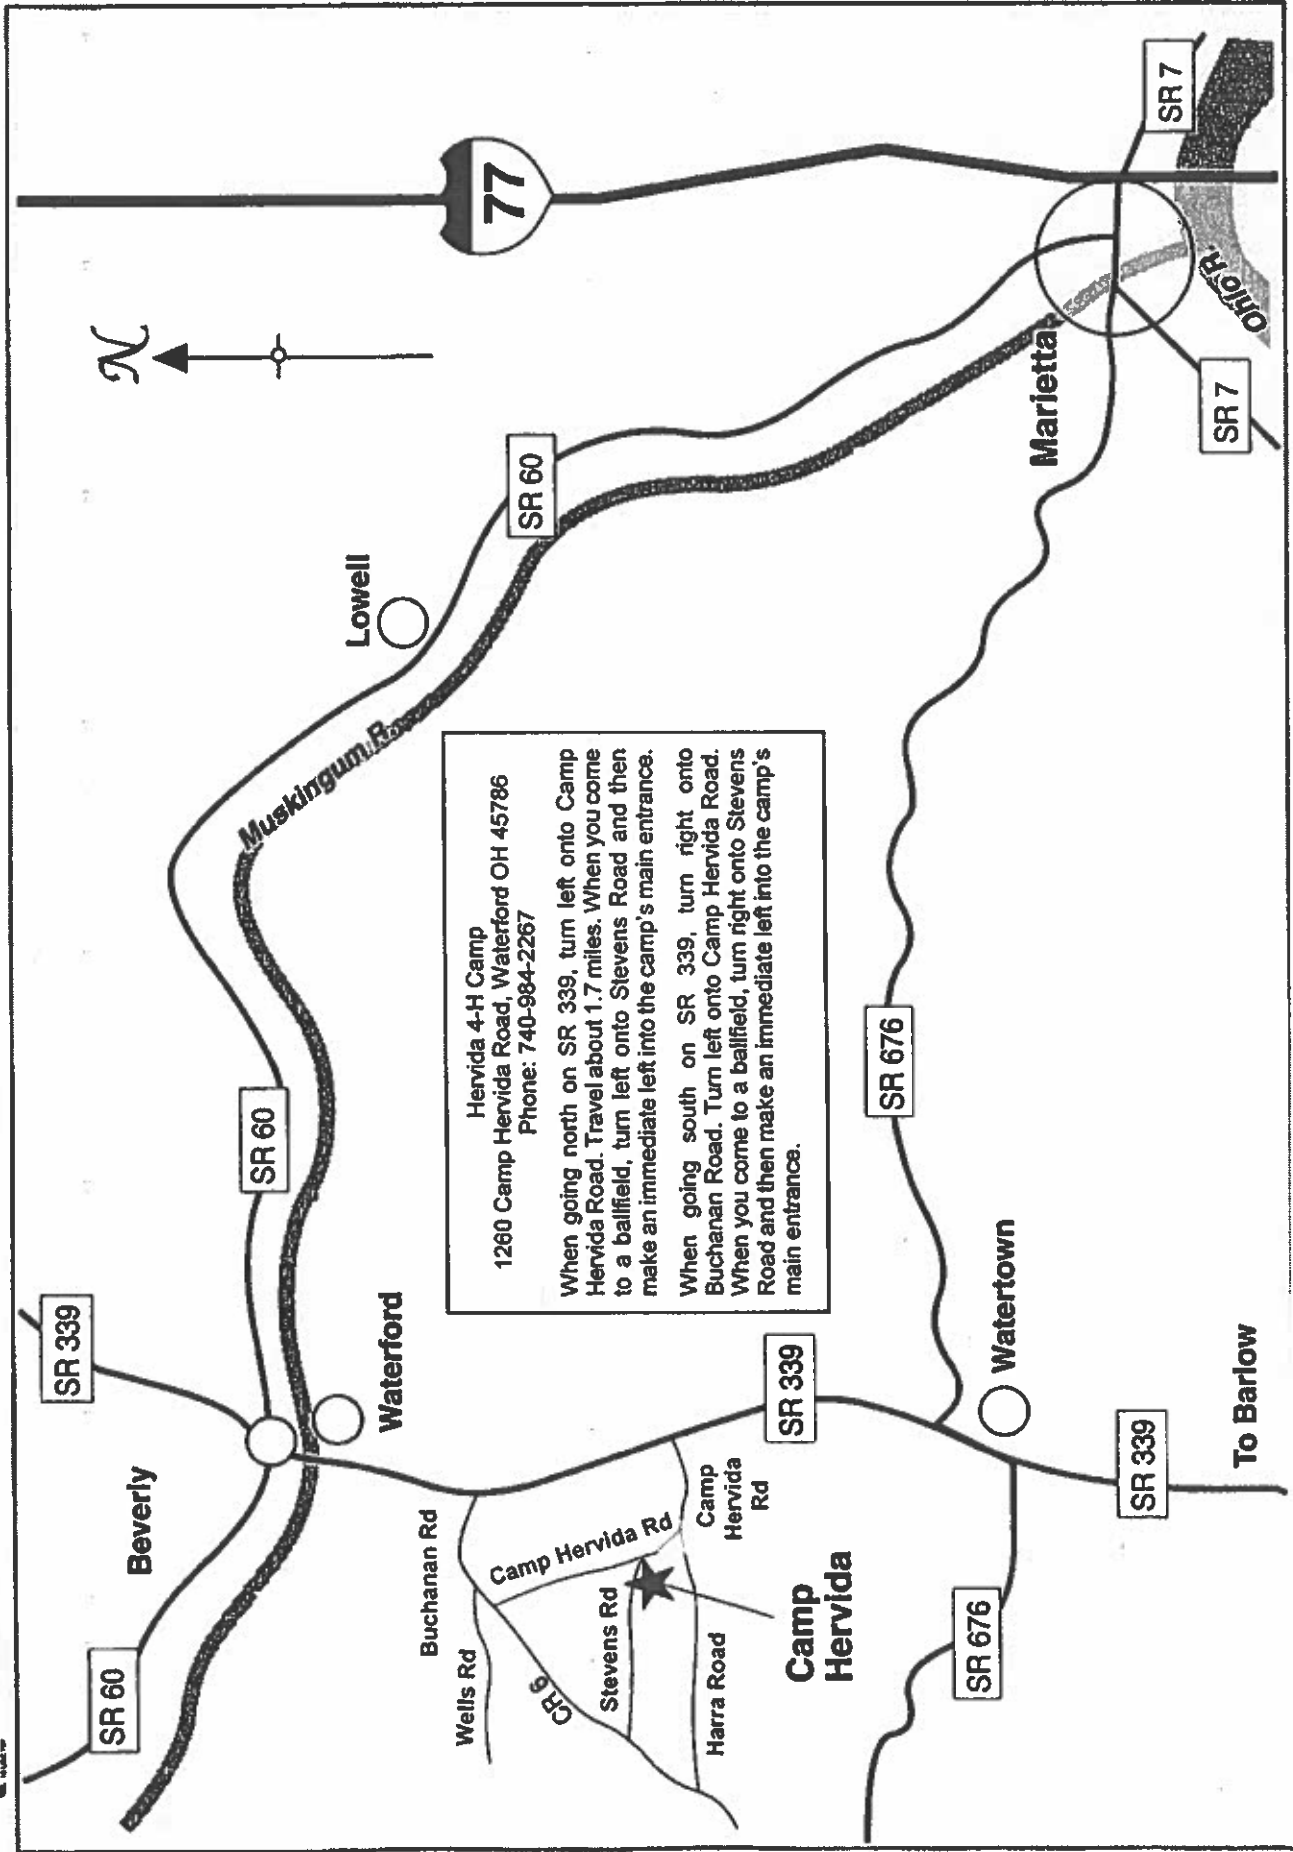 SR 339
SR 60
Beverly
SR 60
Waterford
Muskingum R.
Lowell
SR 60
N
77
Buchanan Rd
Wells Rd
CR 6
Camp Hervida Rd
Stevens Rd
Harra Road
Camp
Hervida
Rd
Camp
Hervida
SR 339
Hervida 4-H Camp
1260 Camp Hervida Road, Waterford OH 45786
Phone: 740-984-2267
When going north on SR 339, turn left onto Camp
Hervida Road. Travel about 1.7 miles. When you come
to a ballfield, turn left onto Stevens Road and then
make an immediate left into the camp's main entrance.
When going south on SR 339, turn right onto
Buchanan Road. Turn left onto Camp Hervida Road.
When you come to a ballfield, turn right onto Stevens
Road and then make an immediate left into the camp's
main entrance.
SR 676
SR 676
Watertown
SR 339
To Barlow
Marietta
SR 7
SR 7
Ohio R.